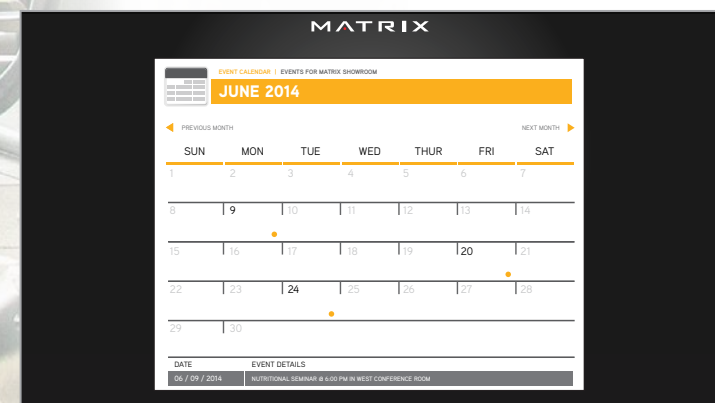 MATRIX
EVENT CALENDAR | EVENTS FOR MATRIX SHOWROOM
JUNE 2014
PREVIOUS MONTH NEXT MONTH
SUN MON TUE WED THUR FRI SAT
1 2 3 4 5 6 7
8 9 10 11 12 13 14
15 16 17 18 19 20 21
22 23 24 25 26 27 28
29 30
DATE EVENT DETAILS
06 / 09 / 2014 NUTRITIONAL SEMINAR @ 6:00 PM IN WEST CONFERENCE ROOM